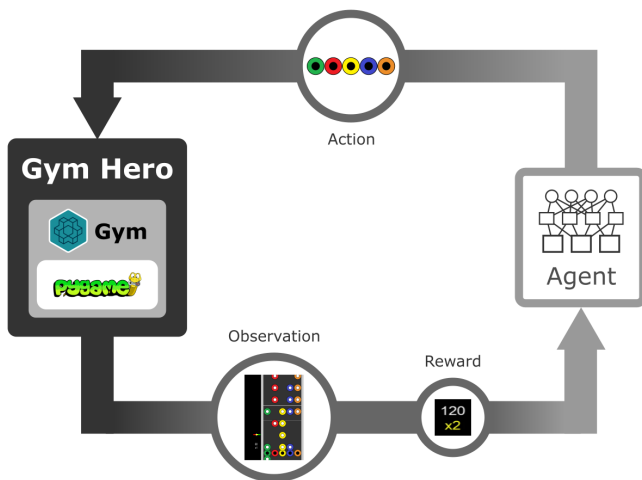 Action
Gym Hero
Gym
pygame
Agent
Observation
Reward
120
x2